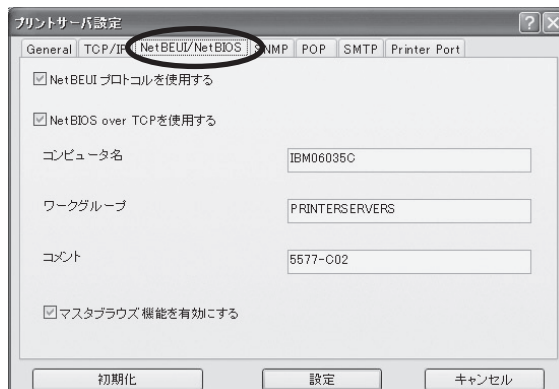 プリントサーバ設定
General TCP/IP NetBEUI/NetBIOS SNMP POP SMTP Printer Port
NetBEUI プロトコルを使用する
NetBIOS over TCPを使用する
コンピュータ名 IBM06035C
ワークグループ PRINTERSERVERS
コメント 5577-C02
マスタブラウズ機能を有効にする
初期化 設定 キャンセル